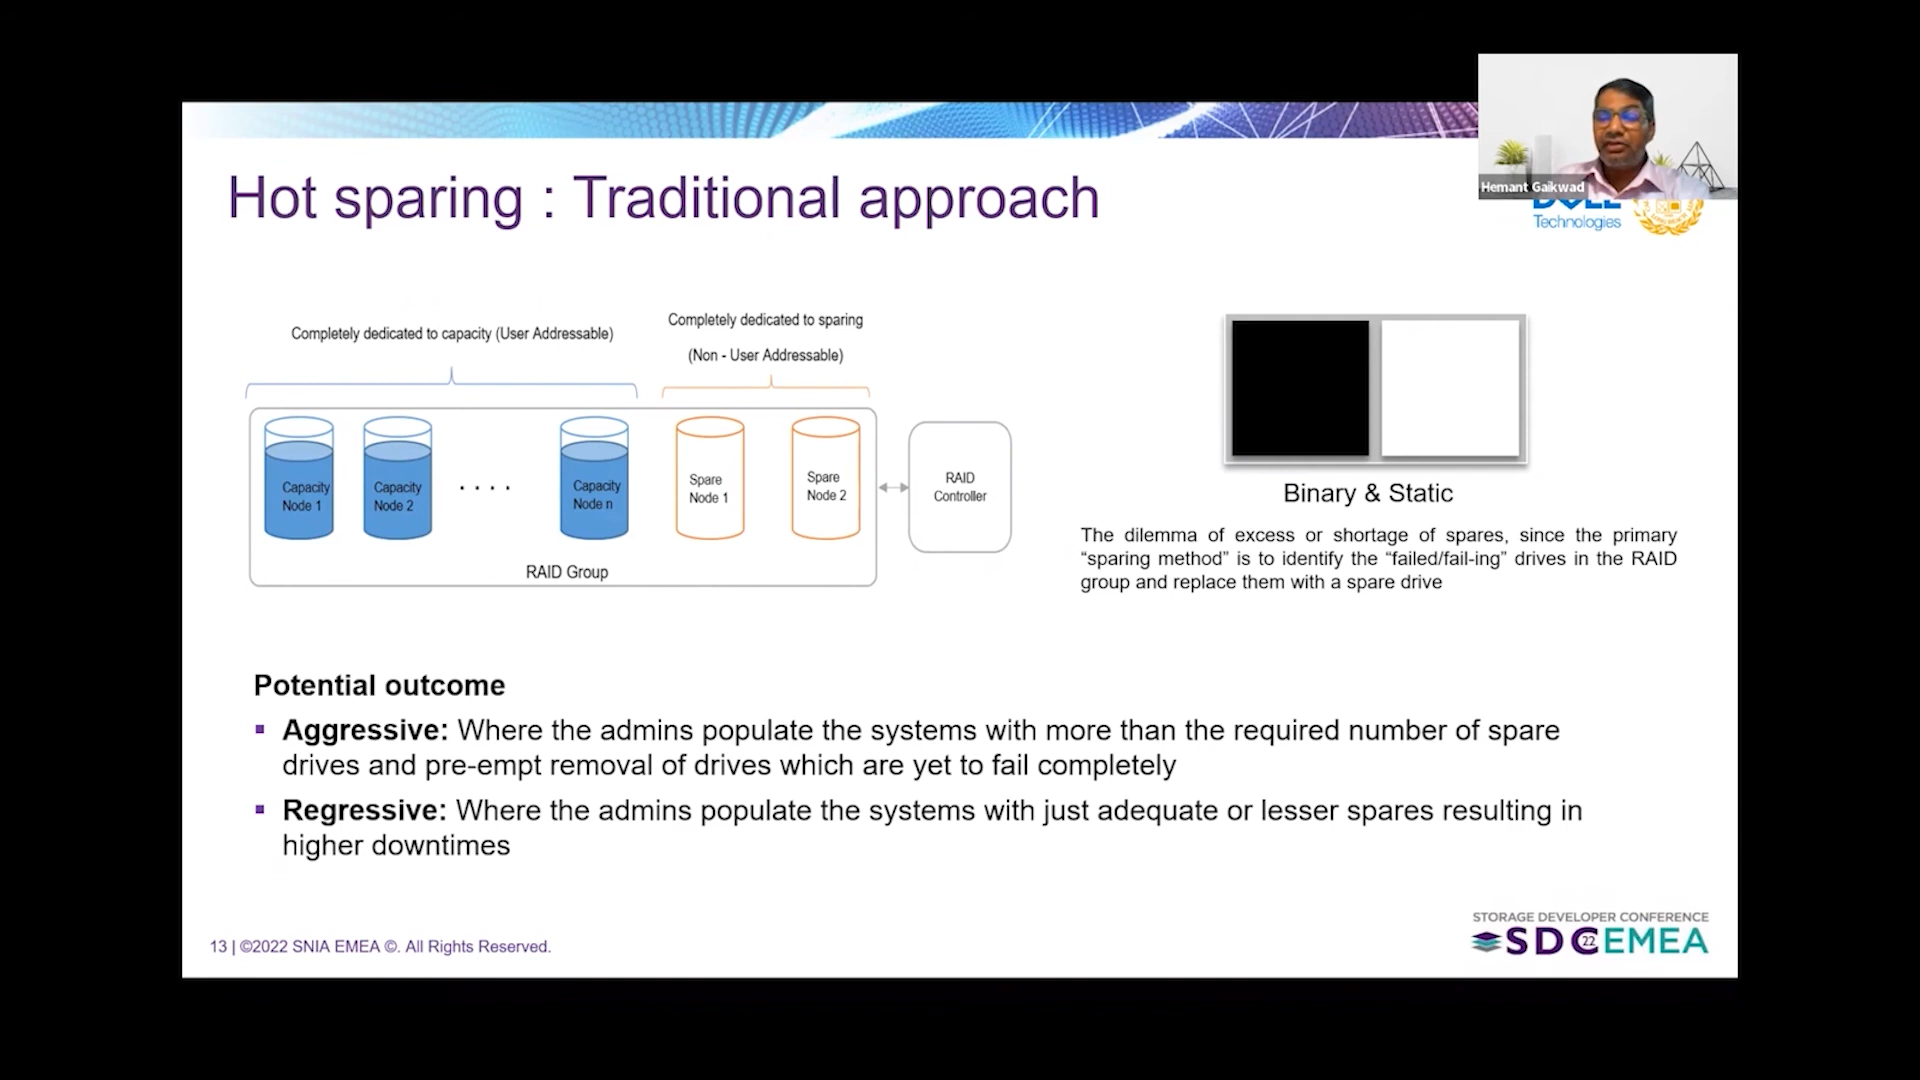 Hemant Gaikwad
DELL
Technologies
Hot sparing : Traditional approach
Completely dedicated to capacity (User Addressable)
Completely dedicated to sparing
(Non - User Addressable)
Capacity
Node 1
Capacity
Node 2
. . . .
Capacity
Node n
Spare
Node 1
Spare
Node 2
RAID Group
RAID
Controller
Binary & Static
The dilemma of excess or shortage of spares, since the primary
“sparing method” is to identify the “failed/fail-ing” drives in the RAID
group and replace them with a spare drive
Potential outcome
▪ Aggressive: Where the admins populate the systems with more than the required number of spare
drives and pre-empt removal of drives which are yet to fail completely
▪ Regressive: Where the admins populate the systems with just adequate or lesser spares resulting in
higher downtimes
13 | ©2022 SNIA EMEA ©. All Rights Reserved.
STORAGE DEVELOPER CONFERENCE
SDC22EMEA